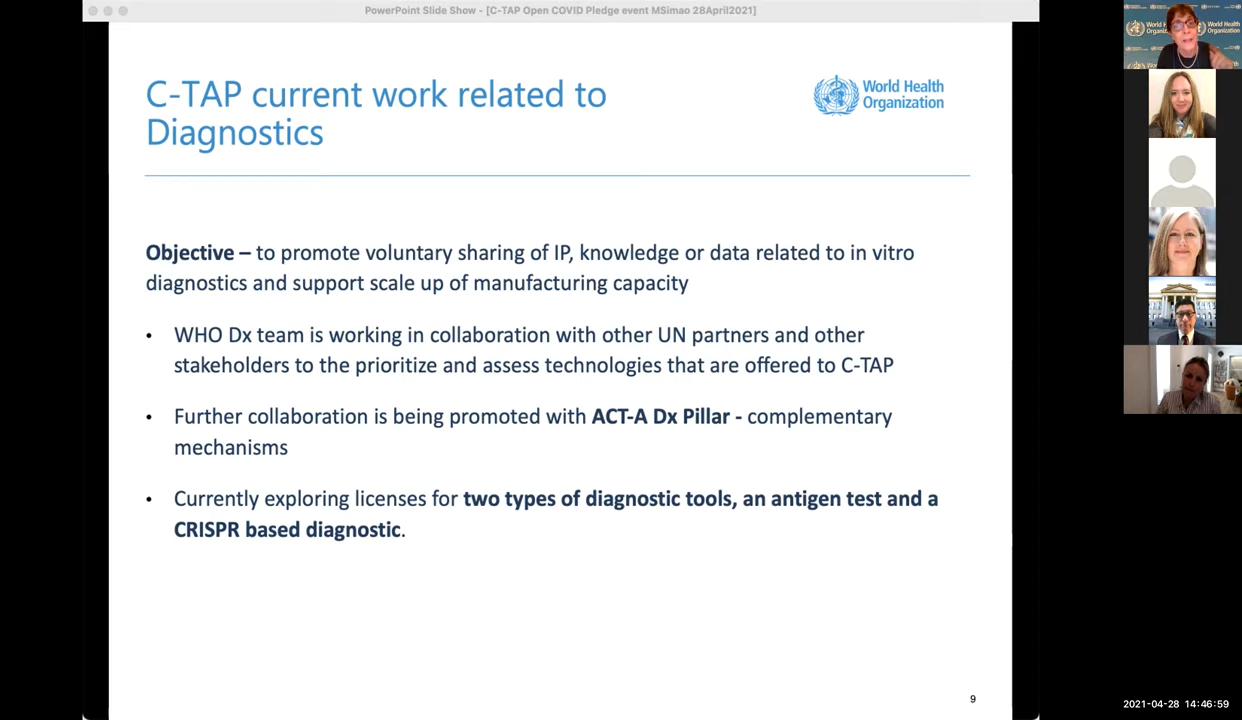 PowerPoint Slide Show - [C-TAP Open COVID Pledge event MSimao 28April2021]
C-TAP current work related to
Diagnostics
World Health
Organization
Objective – to promote voluntary sharing of IP, knowledge or data related to in vitro
diagnostics and support scale up of manufacturing capacity
• WHO Dx team is working in collaboration with other UN partners and other
stakeholders to the prioritize and assess technologies that are offered to C-TAP
• Further collaboration is being promoted with ACT-A Dx Pillar - complementary
mechanisms
• Currently exploring licenses for two types of diagnostic tools, an antigen test and a
CRISPR based diagnostic.
9
World Health
Organization
2021-04-28 14:46:59